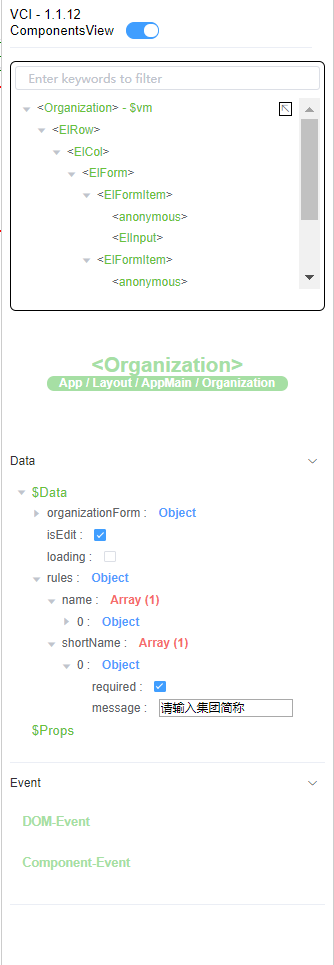 VCI - 1.1.12
ComponentsView
Enter keywords to filter
<Organization> - $vm
<ElRow>
<ElCol>
<ElForm>
<ElFormItem>
<anonymous>
<ElInput>
<ElFormItem>
<anonymous>
<Organization>
App / Layout / AppMain / Organization
Data
$Data
organizationForm : Object
isEdit :
loading :
rules : Object
name : Array (1)
0 : Object
shortName : Array (1)
0 : Object
required :
message : 请输入集团简称
$Props
Event
DOM-Event
Component-Event